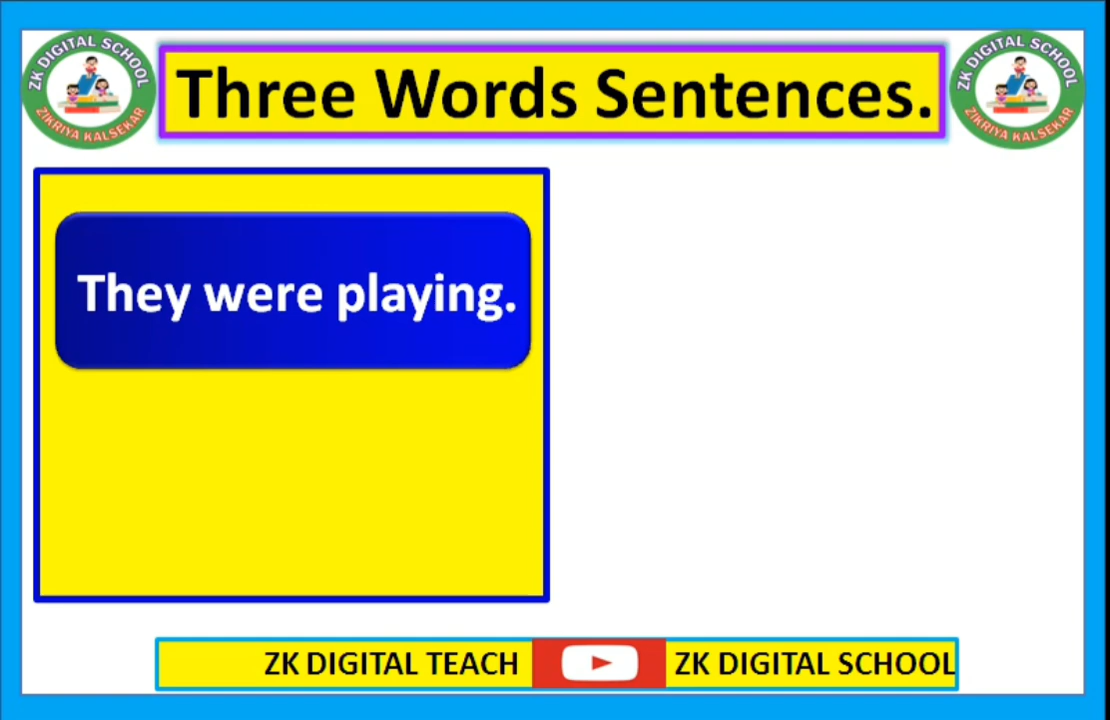 ZK DIGITAL SCHOOL
ZIKRIYA KALSEKAR
Three Words Sentences.
ZK DIGITAL SCHOOL
ZIKRIYA KALSEKAR
They were playing.
ZK DIGITAL TEACH
ZK DIGITAL SCHOOL